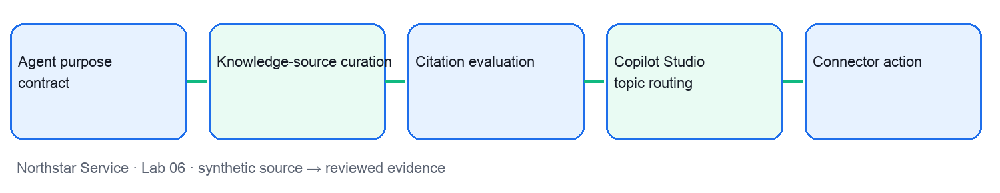 Agent purpose
contract
Knowledge-source curation
Citation evaluation
Copilot Studio
topic routing
Connector action
Northstar Service · Lab 06 · synthetic source → reviewed evidence